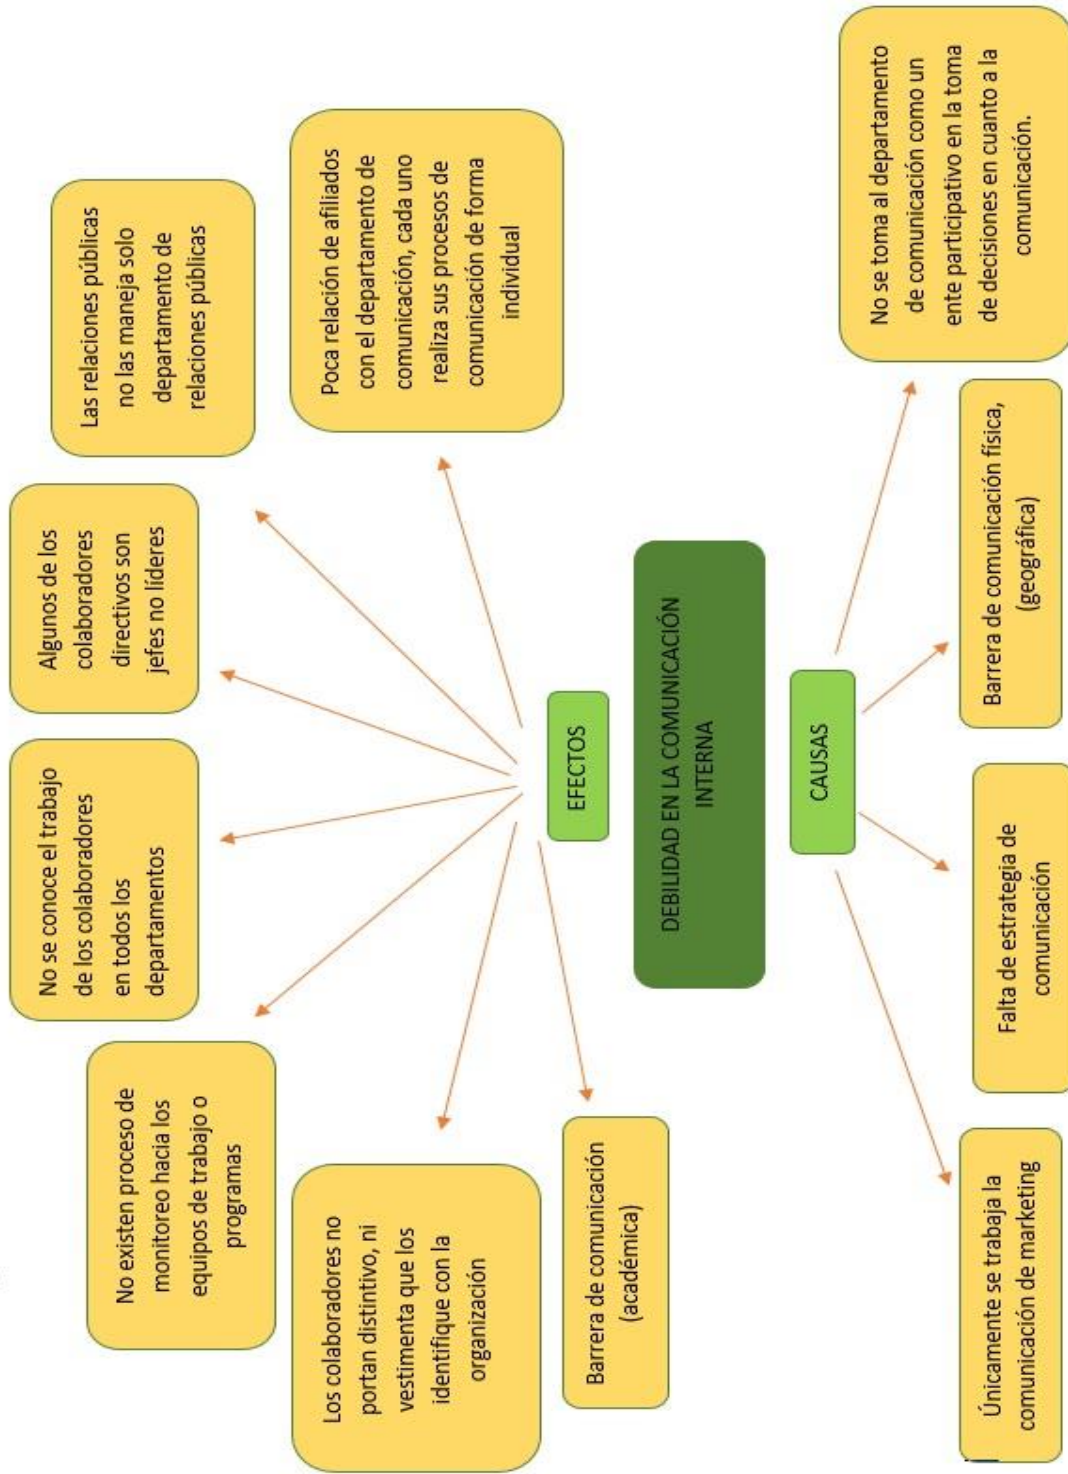 Las relaciones públicas
no las maneja solo
departamento de
relaciones públicas
Algunos de los
colaboradores
directivos son
jefes no líderes
No se conoce el trabajo
de los colaboradores
en todos los
departamentos
No existen proceso de
monitoreo hacia los
equipos de trabajo o
programas
Los colaboradores no
portan distintivo, ni
vestimenta que los
identifique con la
organización
Barrera de comunicación
(académica)
Poca relación de afiliados
con el departamento de
comunicación, cada uno
realiza sus procesos de
comunicación de forma
individual
EFECTOS
DEBILIDAD EN LA COMUNICACIÓN
INTERNA
CAUSAS
Únicamente se trabaja la
comunicación de marketing
Falta de estrategia de
comunicación
Barrera de comunicación física,
(geográfica)
No se toma al departamento
de comunicación como un
ente participativo en la toma
de decisiones en cuanto a la
comunicación.